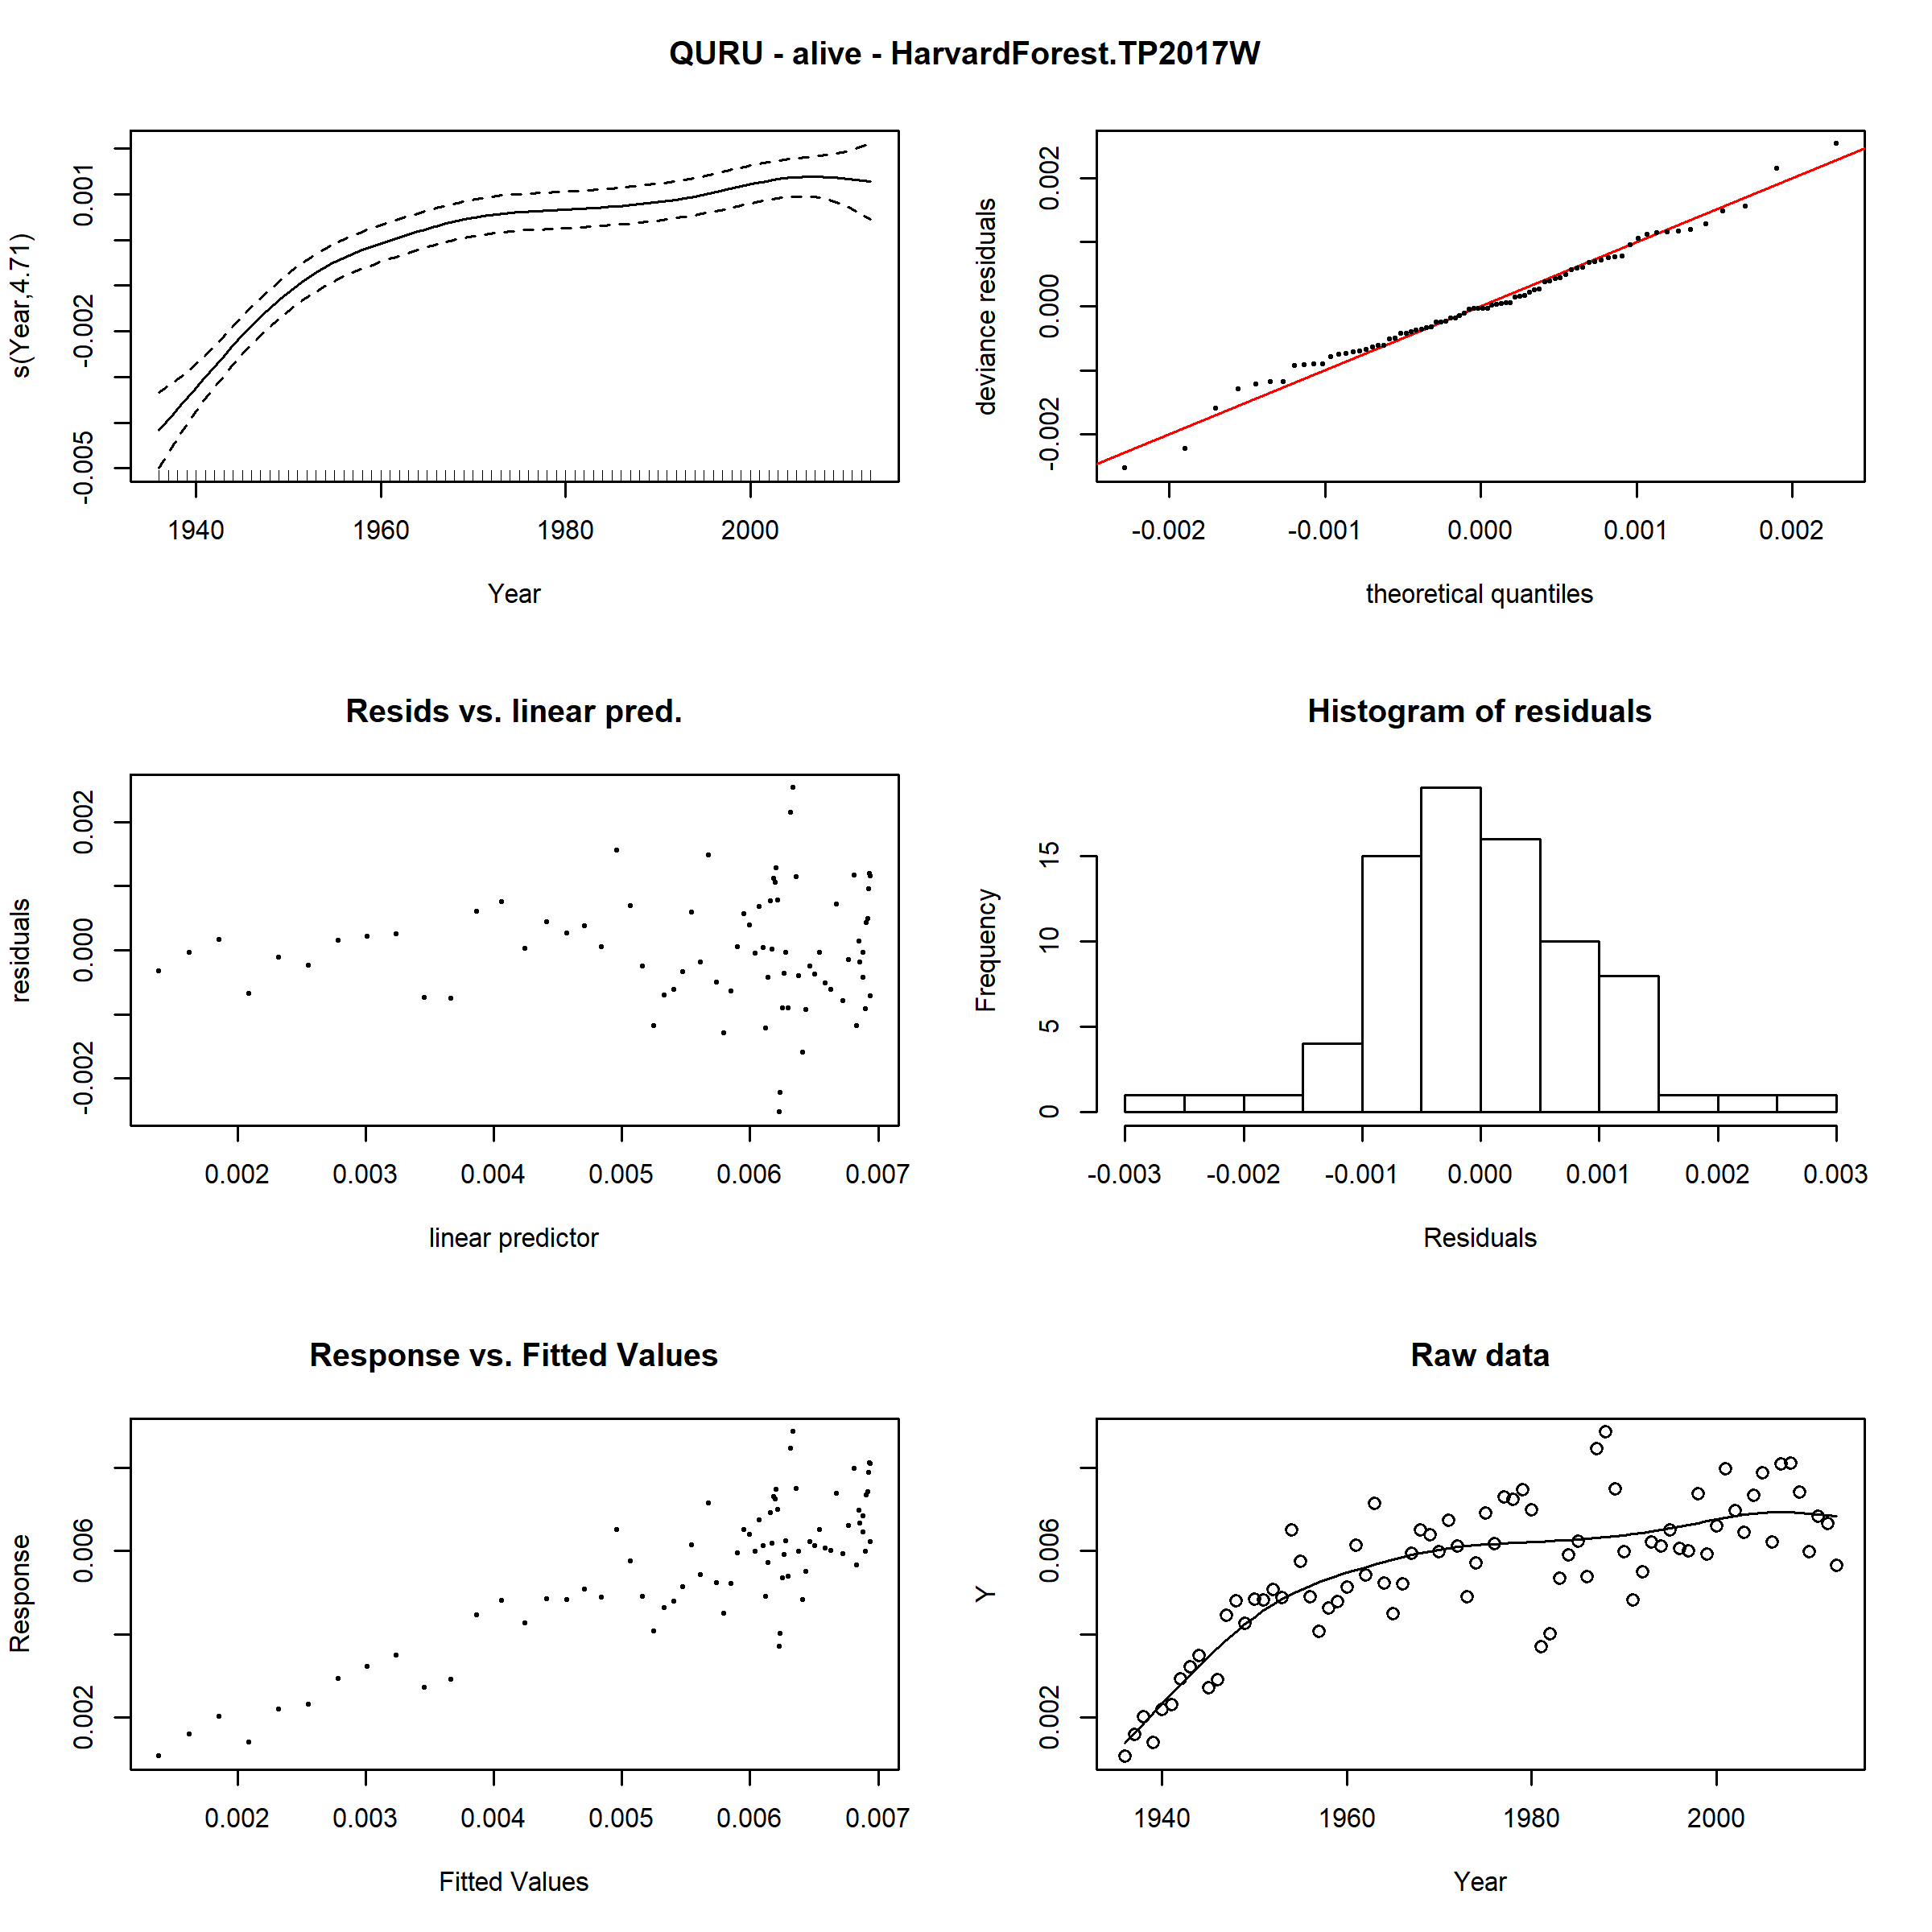 QURU - alive - HarvardForest.TP2017W
s(Year,4.71)
0.001
-0.002
-0.005
1940 1960 1980 2000
Year
deviance residuals
0.002
0.000
-0.002
-0.002 -0.001 0.000 0.001 0.002
theoretical quantiles
Resids vs. linear pred.
residuals
0.002
0.000
-0.002
0.002 0.003 0.004 0.005 0.006 0.007
linear predictor
Histogram of residuals
Frequency
15
10
5
0
-0.003 -0.002 -0.001 0.000 0.001 0.002 0.003
Residuals
Response vs. Fitted Values
Response
0.006
0.002
0.002 0.003 0.004 0.005 0.006 0.007
Fitted Values
Raw data
Y
0.006
0.002
1940 1960 1980 2000
Year